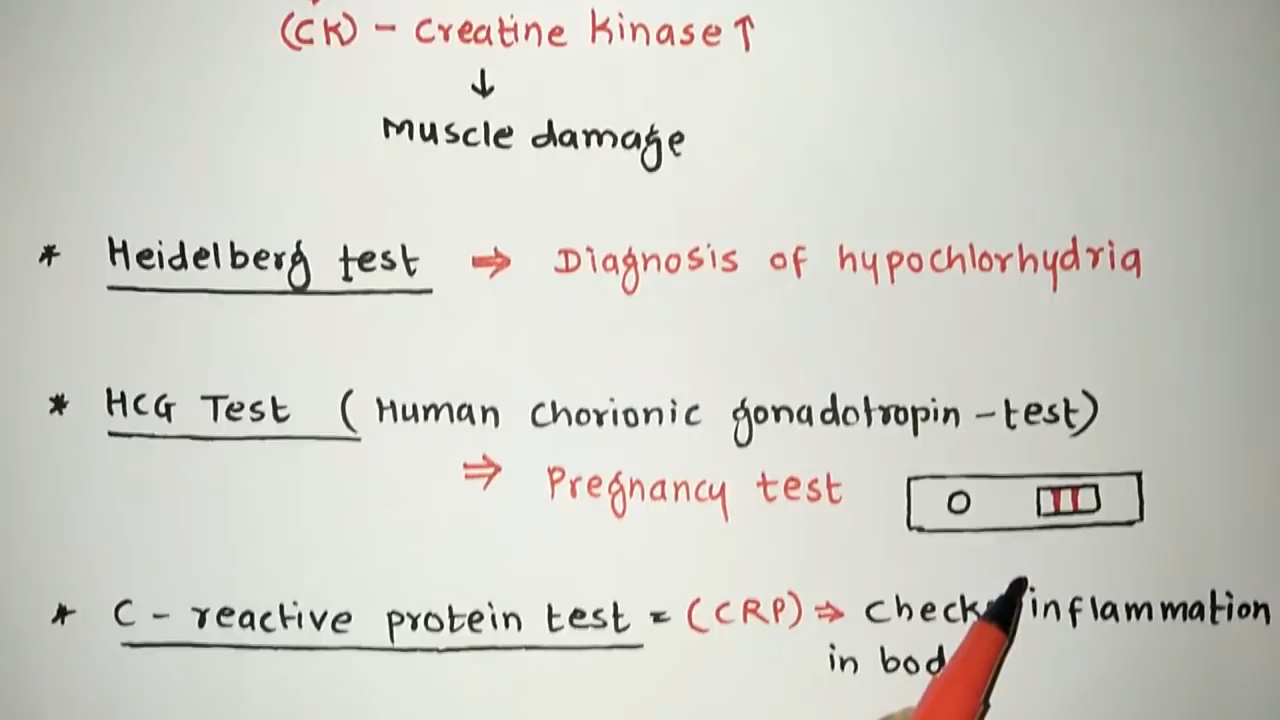 (CK) - Creatine Kinase ↑
↓
Muscle damage
* Heidelberg test ⇒ Diagnosis of hypochlorhydria
* HCG Test (Human Chorionic gonadotropin - test)
⇒ Pregnancy test
* C - reactive protein test = (CRP) ⇒ Check inflammation
in